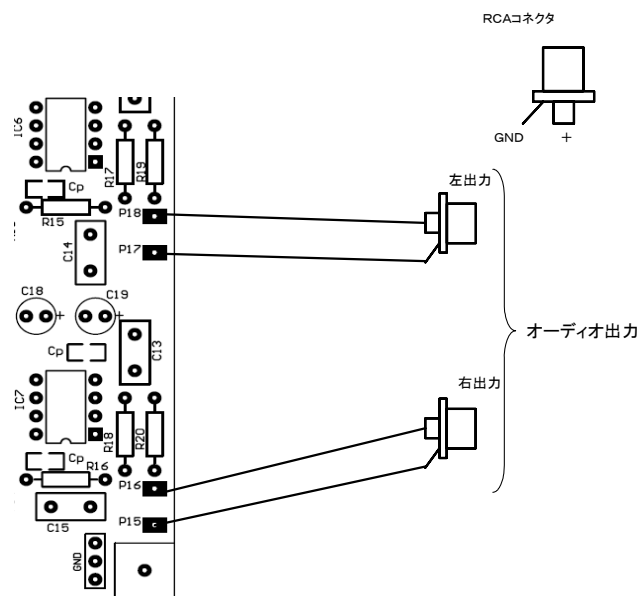 RCAコネクタ
GND
+
IC6
R17
R19
Cp
R15
P18
左出力
P17
C14
C18
+
C19
+
オーディオ出力
Cp
C13
IC7
右出力
R18
R20
Cp
R16
P16
P15
C15
GND